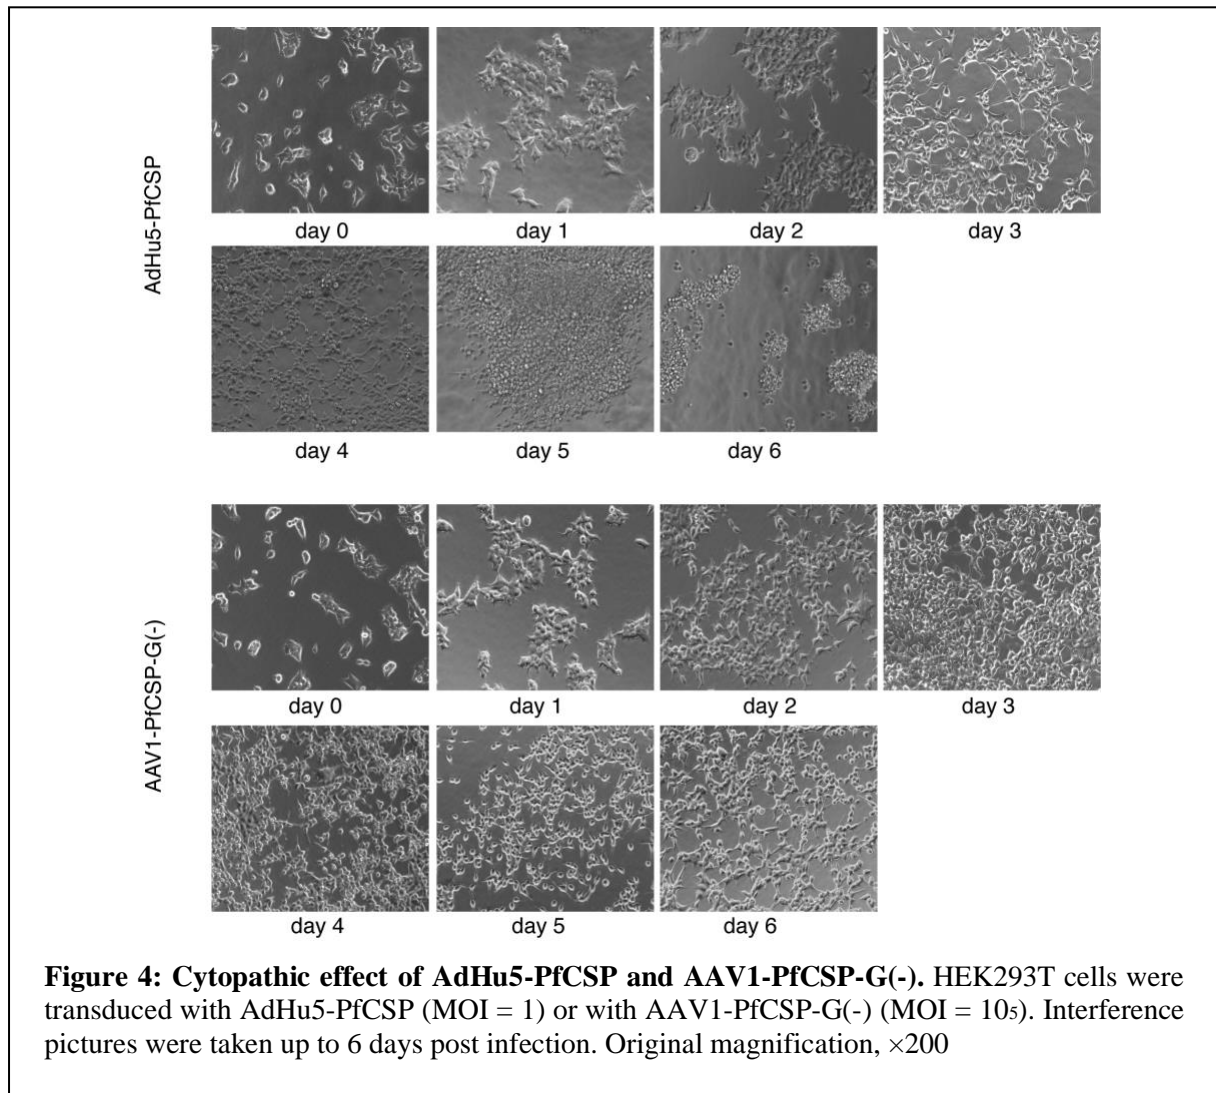 AdHu5-PfCSP
day 0
day 1
day 2
day 3
day 4
day 5
day 6
AAV1-PfCSP-G(-)
day 0
day 1
day 2
day 3
day 4
day 5
day 6
Figure 4: Cytopathic effect of AdHu5-PfCSP and AAV1-PfCSP-G(-). HEK293T cells were
transduced with AdHu5-PfCSP (MOI = 1) or with AAV1-PfCSP-G(-) (MOI = 10₅). Interference
pictures were taken up to 6 days post infection. Original magnification, ×200